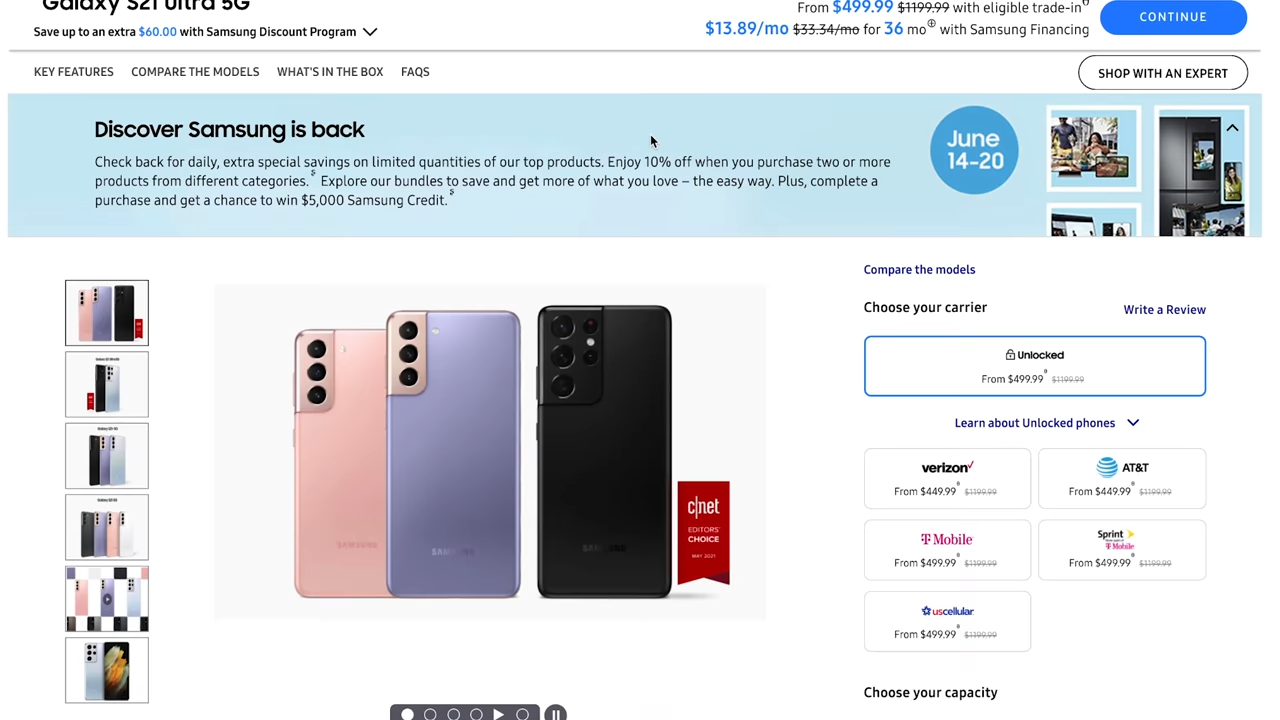 Galaxy S21 Ultra 5G
From $499.99 $1199.99 with eligible trade-in
Save up to an extra $60.00 with Samsung Discount Program
$13.89/mo $33.34/mo for 36 mo with Samsung Financing
CONTINUE
KEY FEATURES COMPARE THE MODELS WHAT'S IN THE BOX FAQS
SHOP WITH AN EXPERT
Discover Samsung is back
Check back for daily, extra special savings on limited quantities of our top products. Enjoy 10% off when you purchase two or more
products from different categories.$ Explore our bundles to save and get more of what you love – the easy way. Plus, complete a
purchase and get a chance to win $5,000 Samsung Credit.$
June
14-20
Compare the models
Choose your carrier
Write a Review
Unlocked
From $499.99 $1199.99
Learn about Unlocked phones
verizon
From $449.99 $1199.99
AT&T
From $449.99 $1199.99
T Mobile
From $499.99 $1199.99
Sprint
T Mobile
From $499.99 $1199.99
uscellular
From $499.99 $1199.99
c|net
EDITORS'
CHOICE
MAY 2021
SAMSUNG
SAMSUNG
SAMSUNG
Choose your capacity